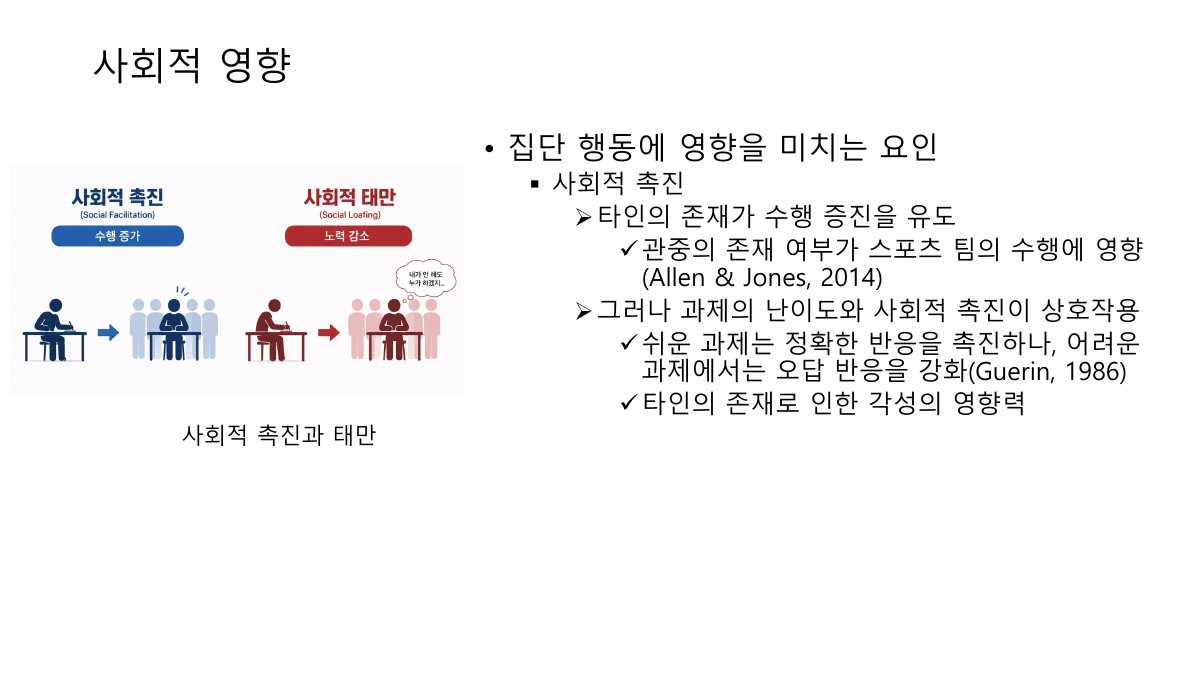 사회적 영향
사회적 촉진
(Social Facilitation)
수행 증가
사회적 태만
(Social Loafing)
노력 감소
내가 안 해도
누가 하겠지...
사회적 촉진과 태만
• 집단 행동에 영향을 미치는 요인
▪ 사회적 촉진
➢ 타인의 존재가 수행 증진을 유도
✓ 관중의 존재 여부가 스포츠 팀의 수행에 영향
(Allen & Jones, 2014)
➢ 그러나 과제의 난이도와 사회적 촉진이 상호작용
✓ 쉬운 과제는 정확한 반응을 촉진하나, 어려운
과제에서는 오답 반응을 강화(Guerin, 1986)
✓ 타인의 존재로 인한 각성의 영향력